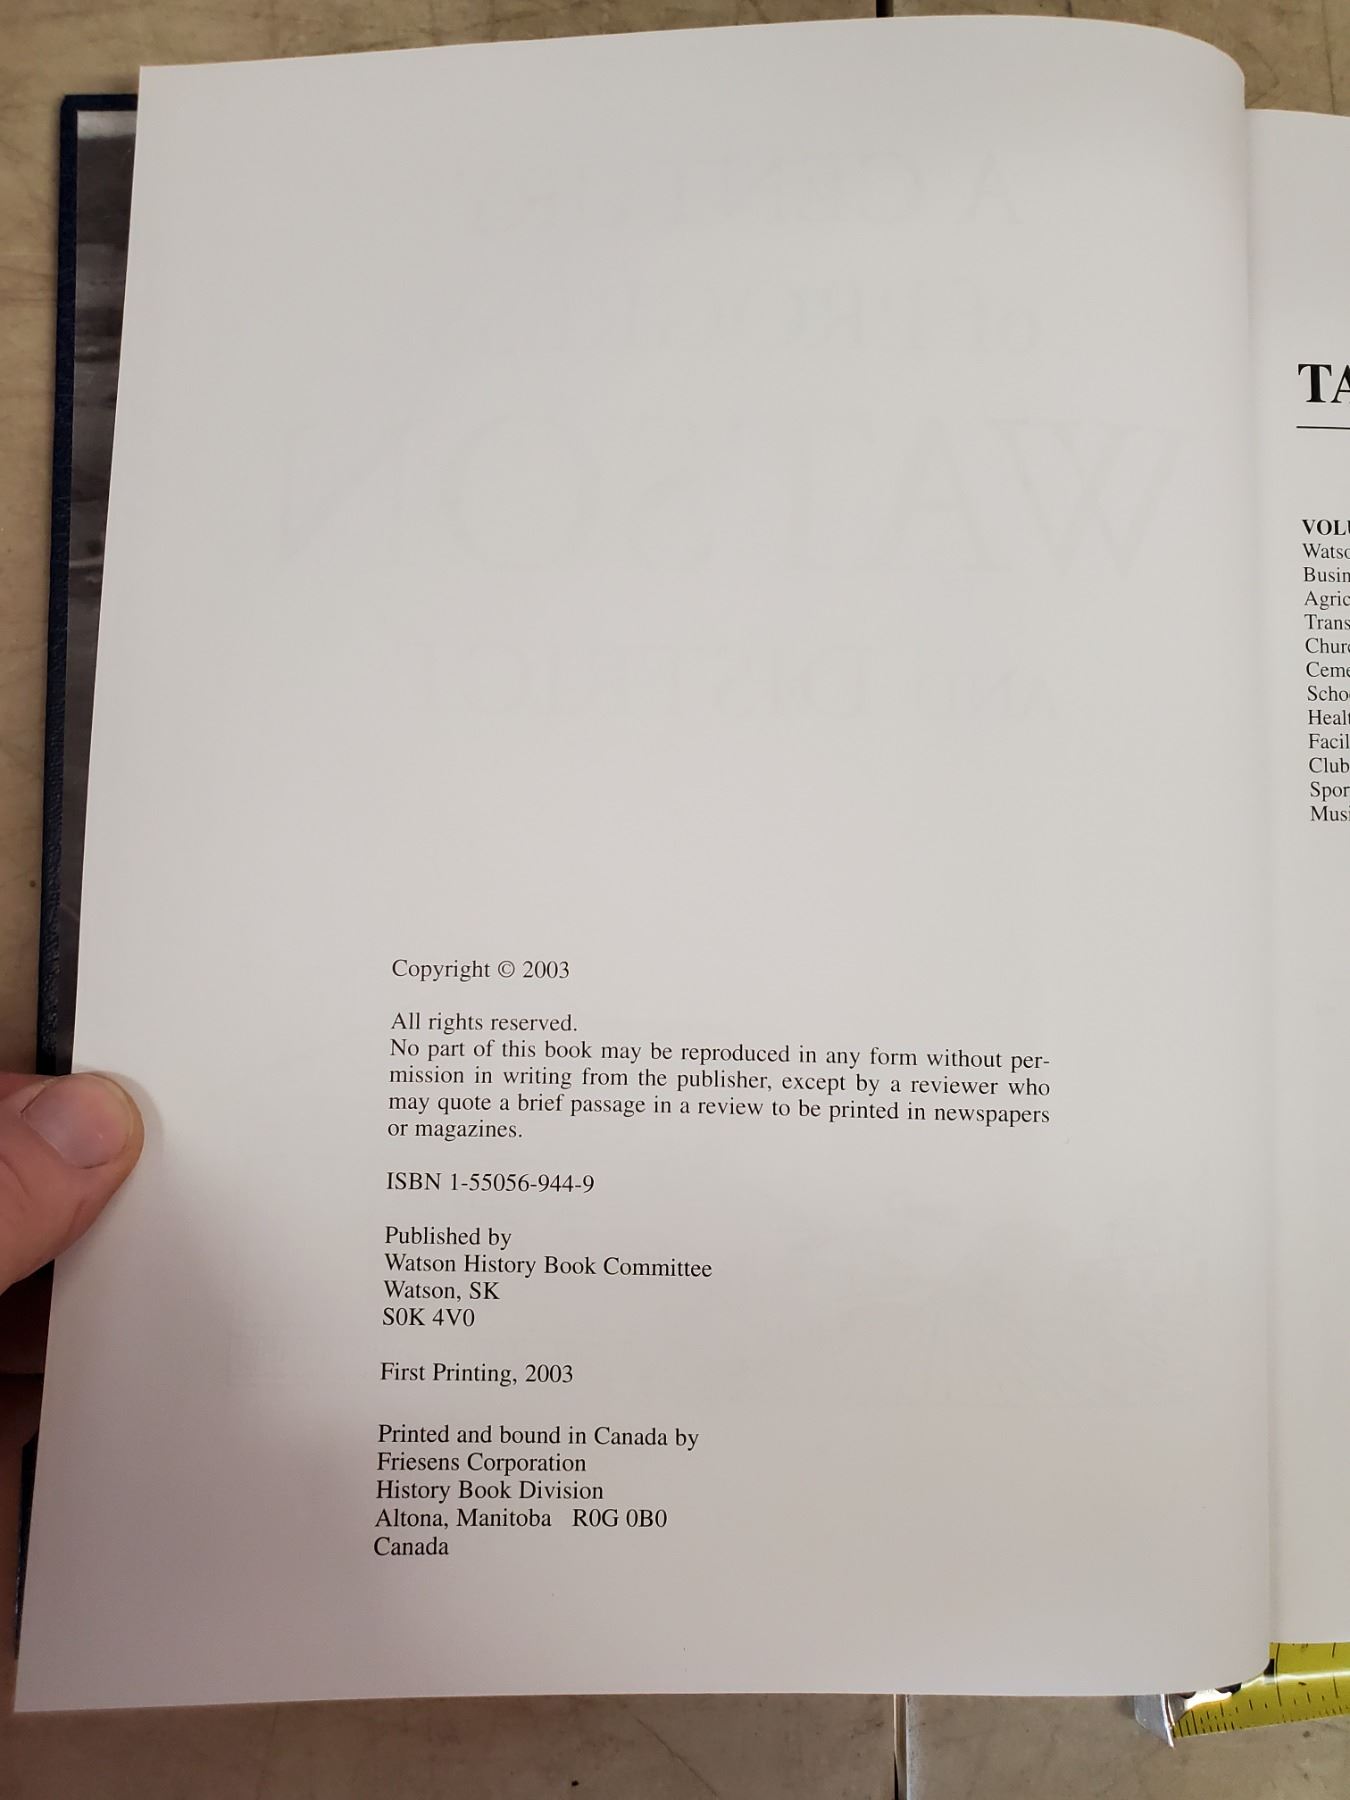 Copyright © 2003
All rights reserved.
No part of this book may be reproduced in any form without per-
mission in writing from the publisher, except by a reviewer who
may quote a brief passage in a review to be printed in newspapers
or magazines.
ISBN 1-55056-944-9
Published by
Watson History Book Committee
Watson, SK
S0K 4V0
First Printing, 2003
Printed and bound in Canada by
Friesens Corporation
History Book Division
Altona, Manitoba R0G 0B0
Canada